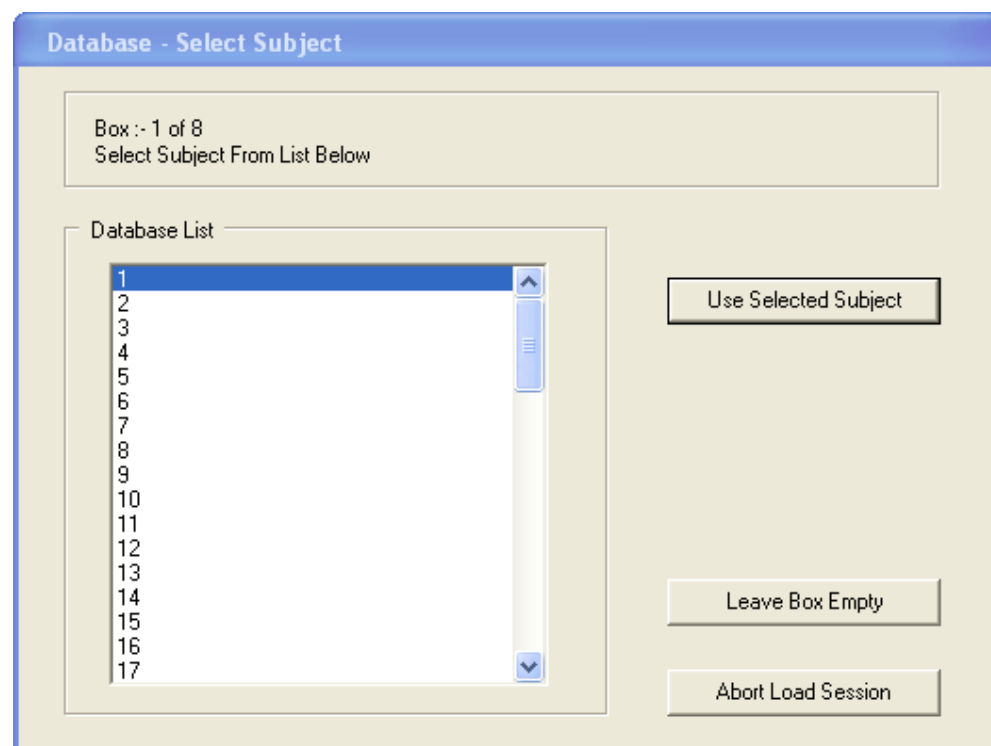 Database - Select Subject
Box :- 1 of 8
Select Subject From List Below
Database List
1
2
3
4
5
6
7
8
9
10
11
12
13
14
15
16
17
Use Selected Subject
Leave Box Empty
Abort Load Session